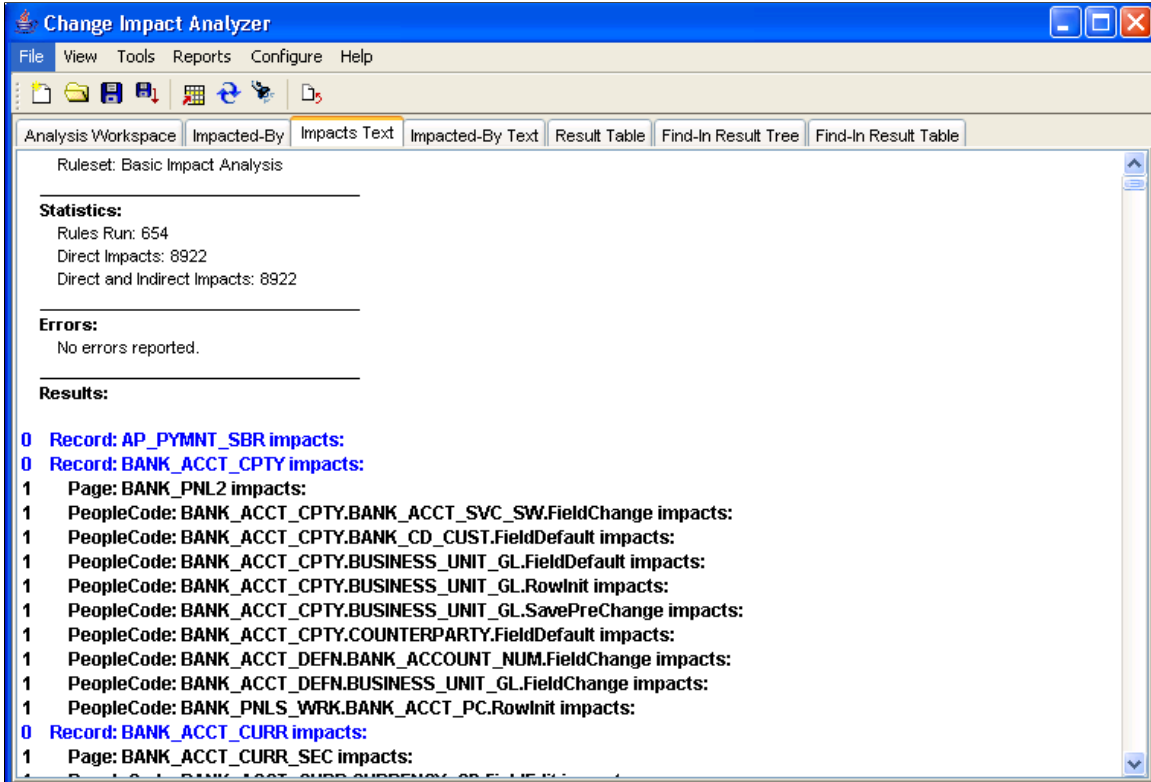 Change Impact Analyzer
File View Tools Reports Configure Help
Analysis Workspace Impacted-By Impacts Text Impacted-By Text Result Table Find-In Result Tree Find-In Result Table
Ruleset: Basic Impact Analysis
Statistics:
Rules Run: 654
Direct Impacts: 8922
Direct and Indirect Impacts: 8922
Errors:
No errors reported.
Results:
0 Record: AP_PYMNT_SBR impacts:
0 Record: BANK_ACCT_CPTY impacts:
1 Page: BANK_PNL2 impacts:
1 PeopleCode: BANK_ACCT_CPTY.BANK_ACCT_SVC_SW.FieldChange impacts:
1 PeopleCode: BANK_ACCT_CPTY.BANK_CD_CUST.FieldDefault impacts:
1 PeopleCode: BANK_ACCT_CPTY.BUSINESS_UNIT_GL.FieldDefault impacts:
1 PeopleCode: BANK_ACCT_CPTY.BUSINESS_UNIT_GL.RowInit impacts:
1 PeopleCode: BANK_ACCT_CPTY.BUSINESS_UNIT_GL.SavePreChange impacts:
1 PeopleCode: BANK_ACCT_CPTY.COUNTERPARTY.FieldDefault impacts:
1 PeopleCode: BANK_ACCT_DEFN.BANK_ACCOUNT_NUM.FieldChange impacts:
1 PeopleCode: BANK_ACCT_DEFN.BUSINESS_UNIT_GL.FieldChange impacts:
1 PeopleCode: BANK_PNLS_WRK.BANK_ACCT_PC.RowInit impacts:
0 Record: BANK_ACCT_CURR impacts:
1 Page: BANK_ACCT_CURR_SEC impacts: